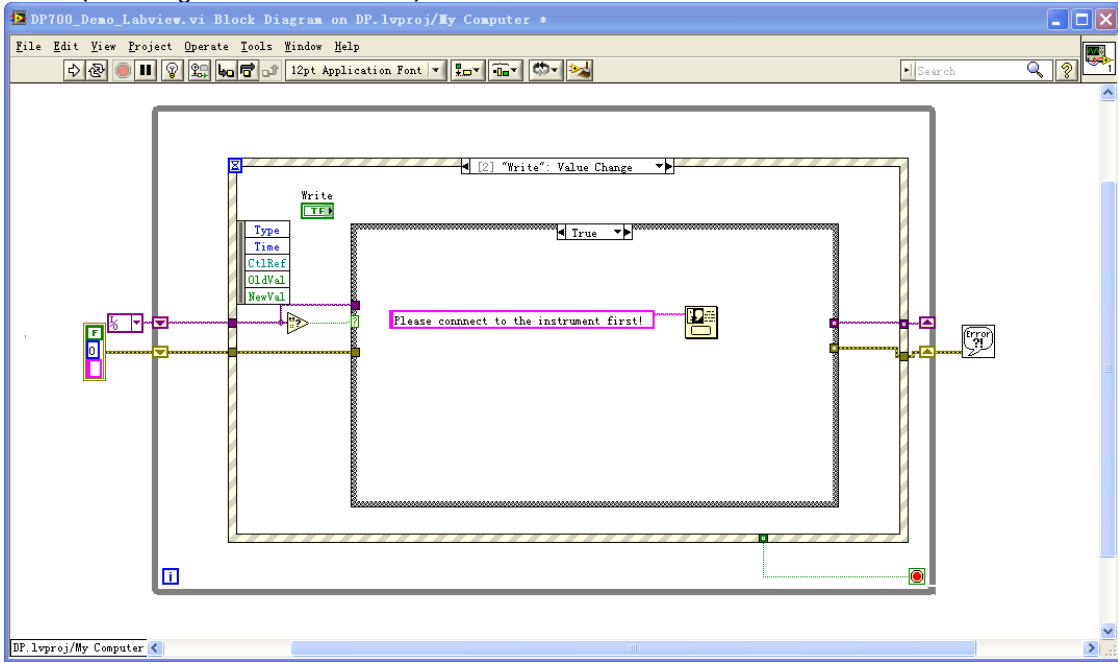 DP700_Demo_Labview.vi Block Diagram on DP.lvproj/My Computer *
File Edit View Project Operate Tools Window Help
12pt Application Font
Search
1
[2] "Write": Value Change
Write
TF
Type
True
Time
CtlRef
OldVal
NewVal
Please connnect to the instrument first!
I/O
"?
?
F
0
Error
?!
i
DP.lvproj/My Computer